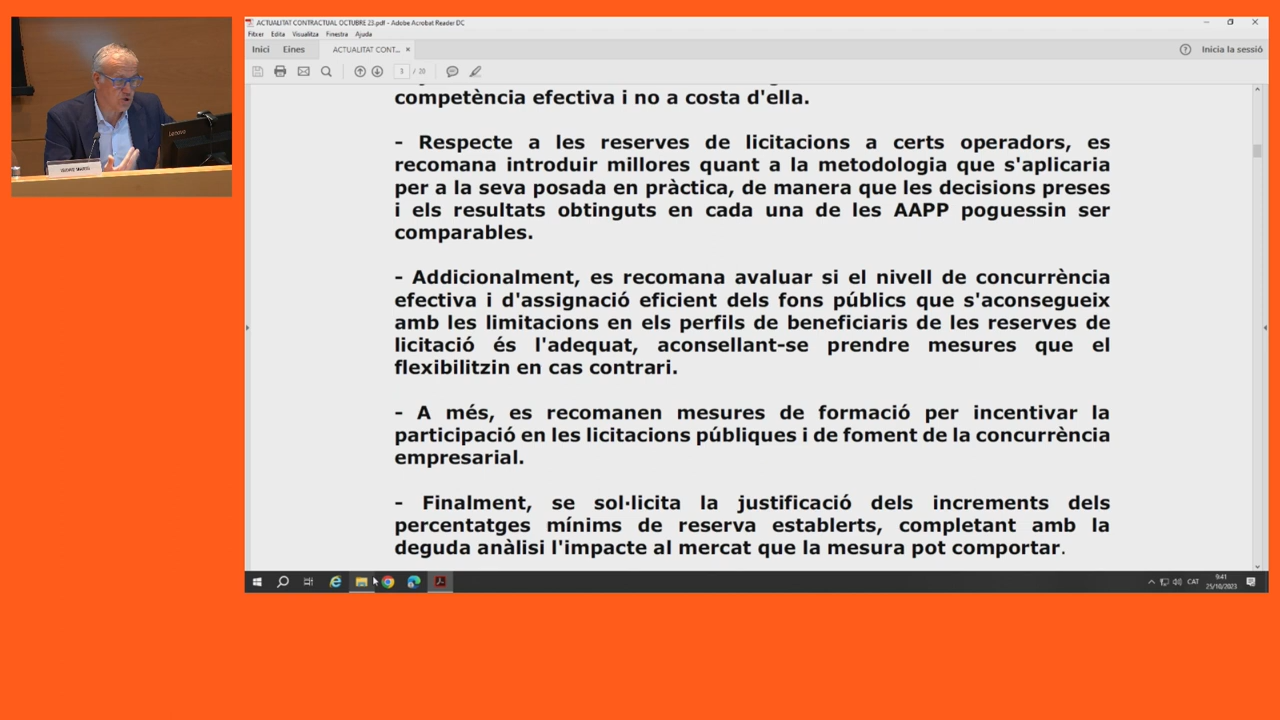 ACTUALITAT CONTRACTUAL OCTUBRE 23.pdf - Adobe Acrobat Reader DC
Fitxer Edita Visualitza Finestra Ajuda
Inici Eines ACTUALITAT CONT... × Inicia la sessió
3 / 20
competència efectiva i no a costa d'ella.
- Respecte a les reserves de licitacions a certs operadors, es
recomana introduir millores quant a la metodologia que s'aplicaria
per a la seva posada en pràctica, de manera que les decisions preses
i els resultats obtinguts en cada una de les AAPP poguessin ser
comparables.
- Addicionalment, es recomana avaluar si el nivell de concurrència
efectiva i d'assignació eficient dels fons públics que s'aconsegueix
amb les limitacions en els perfils de beneficiaris de les reserves de
licitació és l'adequat, aconsellant-se prendre mesures que el
flexibilitzin en cas contrari.
- A més, es recomanen mesures de formació per incentivar la
participació en les licitacions públiques i de foment de la concurrència
empresarial.
- Finalment, se sol·licita la justificació dels increments dels
percentatges mínims de reserva establerts, completant amb la
deguda anàlisi l'impacte al mercat que la mesura pot comportar.
CAT 9:41
25/10/2023
Lenovo